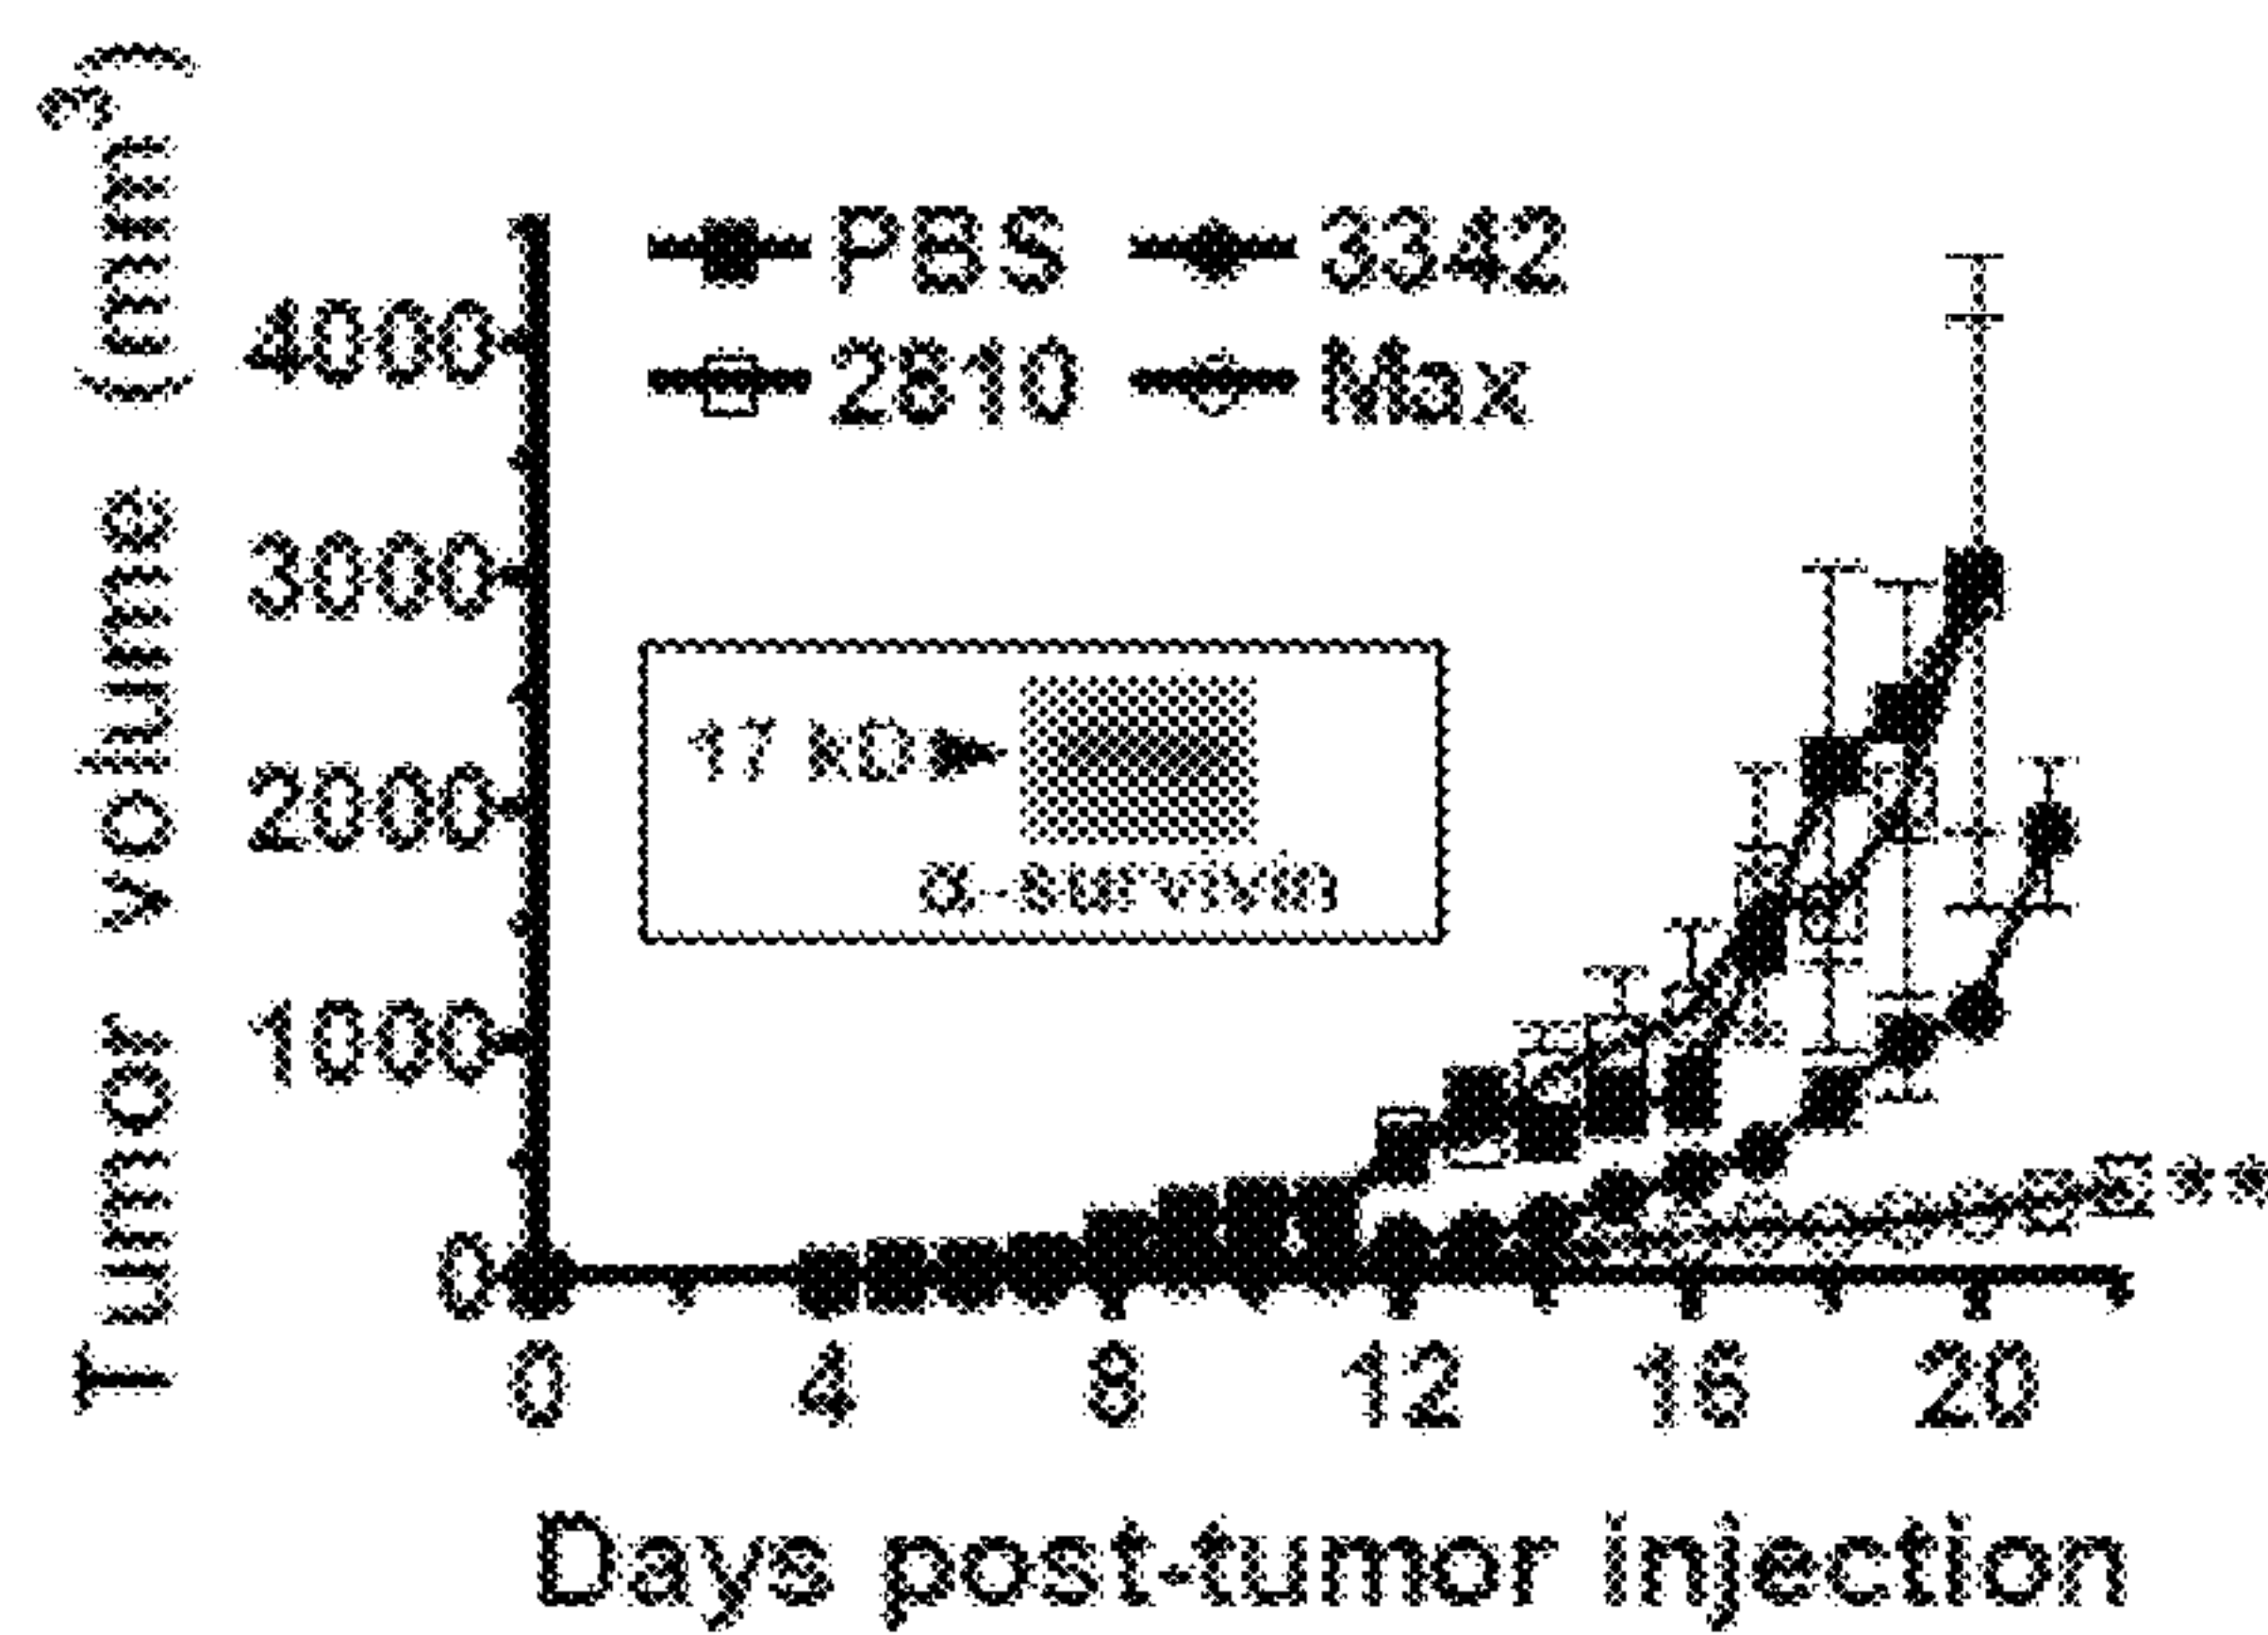 Tumor volume (mm³)
PBS 3342
2810 Max
4000
3000
2000
1000
0
17 kD
α-survivin
**
0 4 8 12 16 20
Days post-tumor injection